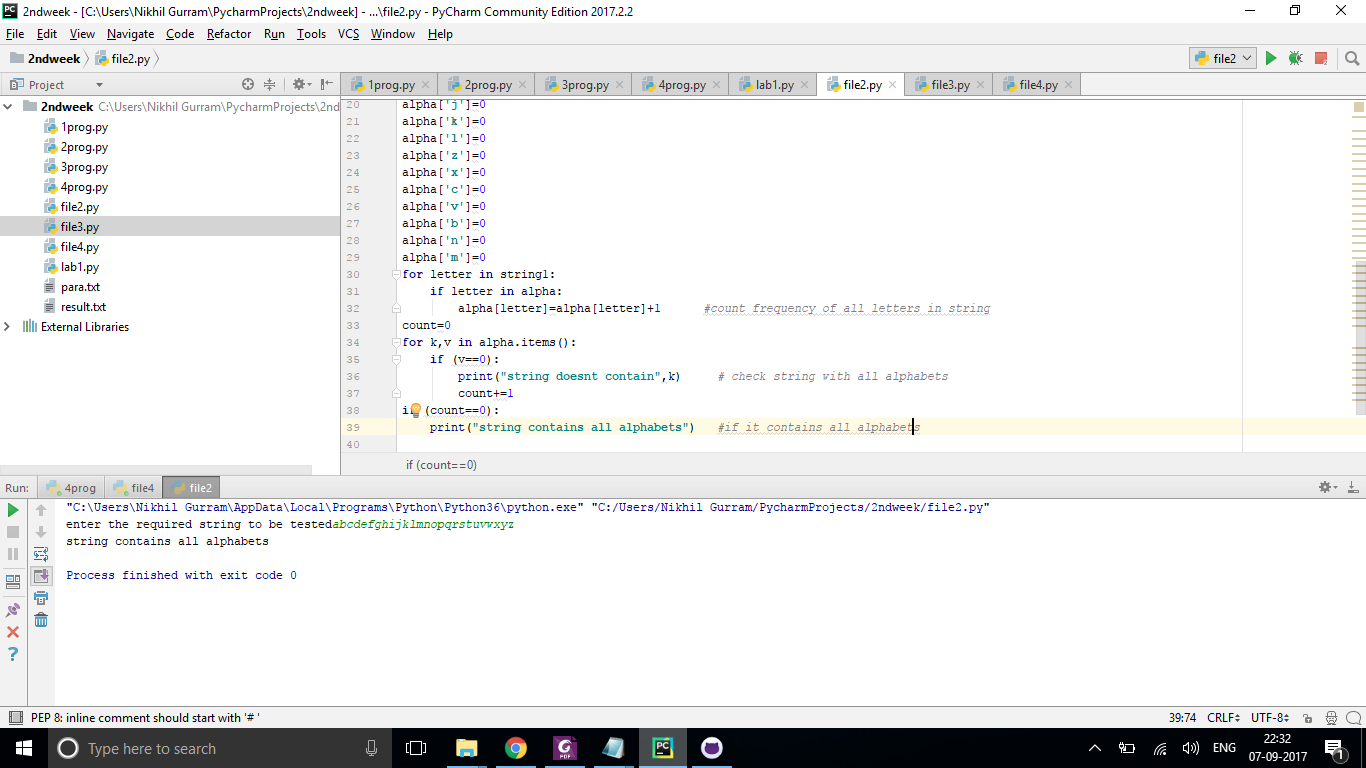 2ndweek - [C:\Users\Nikhil Gurram\PycharmProjects\2ndweek] - ...\file2.py - PyCharm Community Edition 2017.2.2
File Edit View Navigate Code Refactor Run Tools VCS Window Help
2ndweek file2.py file2
Project 1prog.py 2prog.py 3prog.py 4prog.py lab1.py file2.py file3.py file4.py
2ndweek C:\Users\Nikhil Gurram\PycharmProjects\2nd
1prog.py
2prog.py
3prog.py
4prog.py
file2.py
file3.py
file4.py
lab1.py
para.txt
result.txt
External Libraries
20 alpha['j']=0
21 alpha['k']=0
22 alpha['l']=0
23 alpha['z']=0
24 alpha['x']=0
25 alpha['c']=0
26 alpha['v']=0
27 alpha['b']=0
28 alpha['n']=0
29 alpha['m']=0
30 for letter in string1:
31 if letter in alpha:
32 alpha[letter]=alpha[letter]+1 #count frequency of all letters in string
33 count=0
34 for k,v in alpha.items():
35 if (v==0):
36 print("string doesnt contain",k) # check string with all alphabets
37 count+=1
38 if (count==0):
39 print("string contains all alphabets") #if it contains all alphabets
40
if (count==0)
Run: 4prog file4 file2
"C:\Users\Nikhil Gurram\AppData\Local\Programs\Python\Python36\python.exe" "C:/Users/Nikhil Gurram/PycharmProjects/2ndweek/file2.py"
enter the required string to be testedabcdefghijklmnopqrstuvwxyz
string contains all alphabets
Process finished with exit code 0
PEP 8: inline comment should start with '# ' 39:74 CRLF UTF-8
Type here to search ENG 22:32
07-09-2017 1